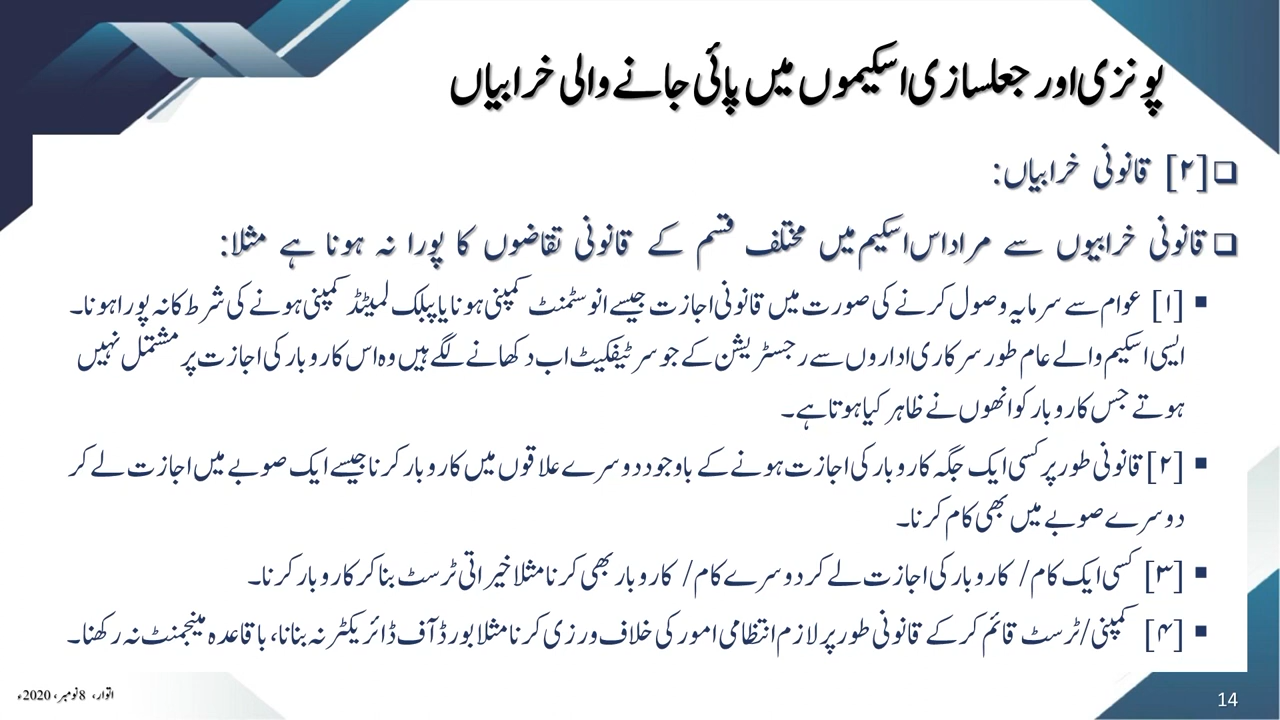 پونزی اور جعلسازی اسکیموں میں پائی جانے والی خرابیاں
[۲] قانونی خرابیاں:
قانونی خرابیوں سے مراد اس اسکیم میں مختلف قسم کے قانونی تقاضوں کا پورا نہ ہونا ہے مثلا:
[۱] عوام سے سرمایہ وصول کرنے کی صورت میں قانونی اجازت جیسے انوسٹمنٹ کمپنی ہونا یا پبلک لمیٹڈ کمپنی ہونے کی شرط کا نہ پورا ہونا۔
ایسی اسکیم والے عام طور سرکاری اداروں سے رجسٹریشن کے جو سرٹیفکیٹ اب دکھانے لگے ہیں وہ اس کاروبار کی اجازت پر مشتمل نہیں
ہوتے جس کاروبار کو انھوں نے ظاہر کیا ہوتا ہے۔
[۲] قانونی طور پر کسی ایک جگہ کاروبار کی اجازت ہونے کے باوجود دوسرے علاقوں میں کاروبار کرنا جیسے ایک صوبے میں اجازت لے کر
دوسرے صوبے میں بھی کام کرنا۔
[۳] کسی ایک کام/ کاروبار کی اجازت لے کر دوسرے کام/ کاروبار بھی کرنا مثلا خیراتی ٹرسٹ بنا کر کاروبار کرنا۔
[۴] کمپنی/ٹرسٹ قائم کر کے قانونی طور پر لازم انتظامی امور کی خلاف ورزی کرنا مثلا بورڈ آف ڈائریکٹر نہ بنانا، باقاعدہ مینجمنٹ نہ رکھنا۔
اتوار، 8 نومبر، 2020ء
14